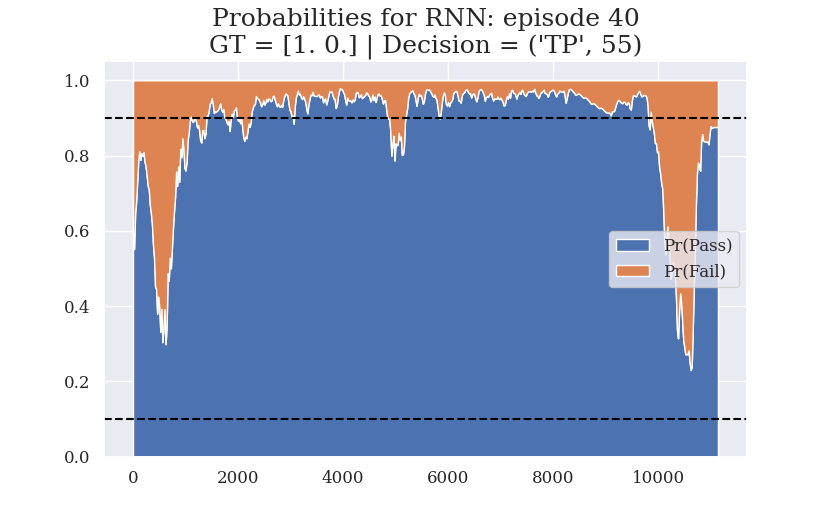 Probabilities for RNN: episode 40
GT = [1. 0.] | Decision = ('TP', 55)
1.0
0.8
0.6
0.4
0.2
0.0
Pr(Pass)
Pr(Fail)
0 2000 4000 6000 8000 10000